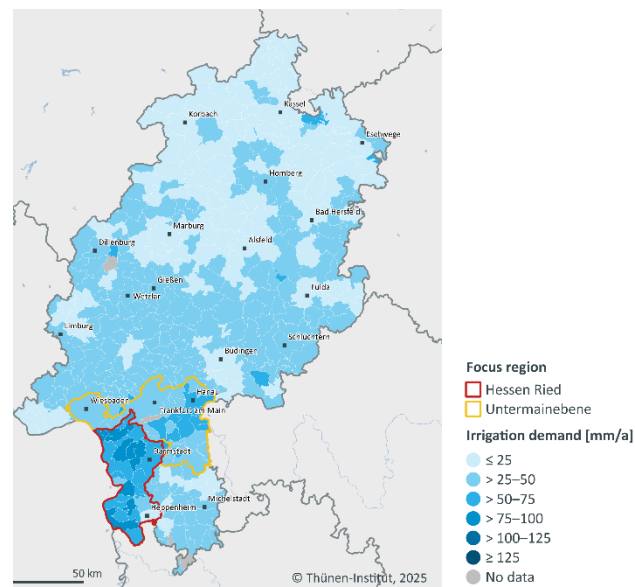 Kassel
Korbach
Eschwege
Homberg
Bad Hersfeld
Marburg
Alsfeld
Dillenburg
Gießen
Wetzlar
Fulda
Limburg
Schlüchtern
Büdingen
Hanau
Wiesbaden
Frankfurt am Main
Darmstadt
Michelstadt
Heppenheim
50 km
© Thünen-Institut, 2025
Focus region
Hessen Ried
Untermainebene
Irrigation demand [mm/a]
≤ 25
> 25–50
> 50–75
> 75–100
> 100–125
≥ 125
No data